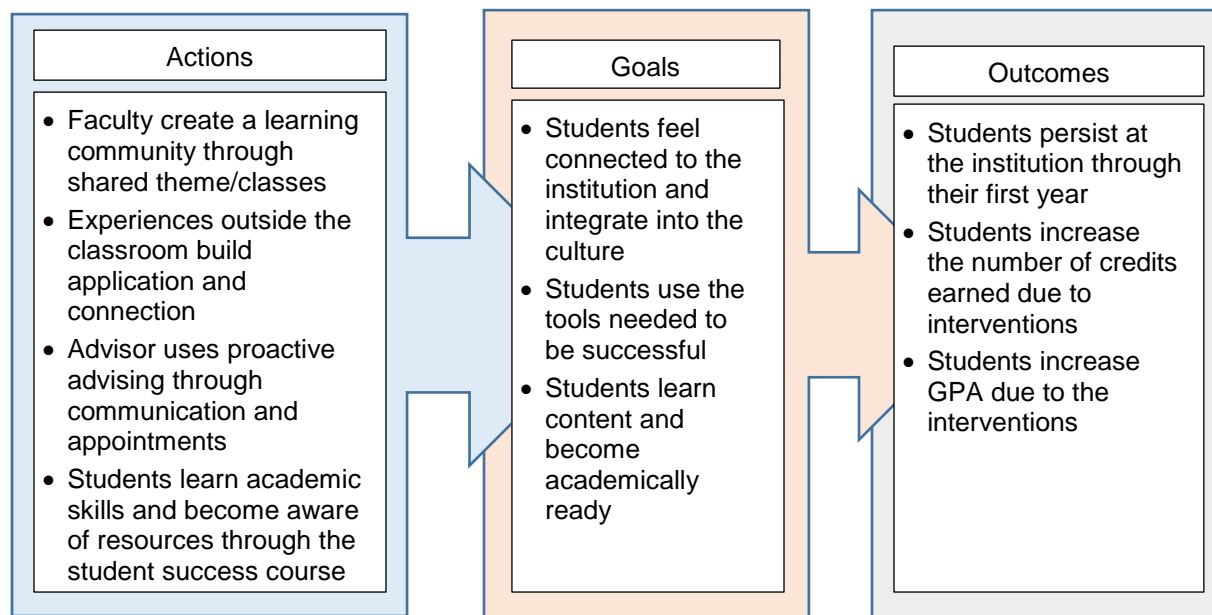 Actions
• Faculty create a learning
community through
shared theme/classes
• Experiences outside the
classroom build
application and
connection
• Advisor uses proactive
advising through
communication and
appointments
• Students learn academic
skills and become aware
of resources through the
student success course
Goals
• Students feel
connected to the
institution and
integrate into the
culture
• Students use the
tools needed to
be successful
• Students learn
content and
become
academically
ready
Outcomes
• Students persist at
the institution through
their first year
• Students increase
the number of credits
earned due to
interventions
• Students increase
GPA due to the
interventions